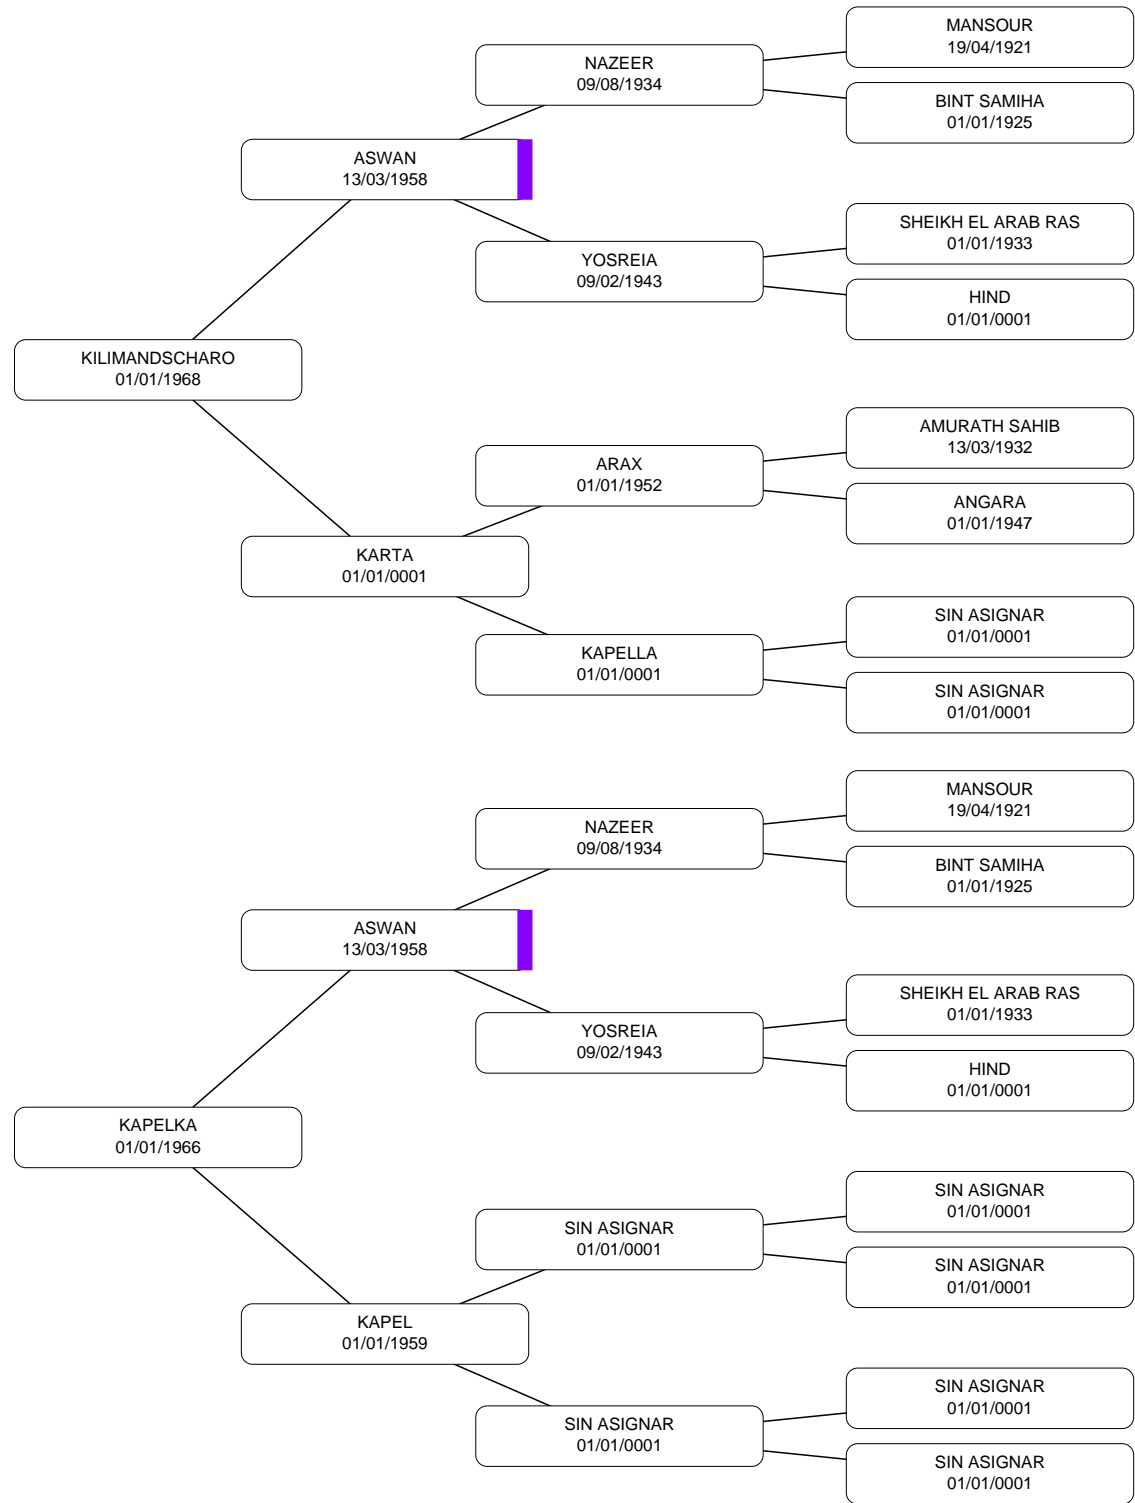 MANSOUR
19/04/1921
NAZEER
09/08/1934
BINT SAMIHA
01/01/1925
ASWAN
13/03/1958
SHEIKH EL ARAB RAS
01/01/1933
YOSREIA
09/02/1943
HIND
01/01/0001
KILIMANDSCHARO
01/01/1968
AMURATH SAHIB
13/03/1932
ARAX
01/01/1952
ANGARA
01/01/1947
KARTA
01/01/0001
SIN ASIGNAR
01/01/0001
KAPELLA
01/01/0001
SIN ASIGNAR
01/01/0001
MANSOUR
19/04/1921
NAZEER
09/08/1934
BINT SAMIHA
01/01/1925
ASWAN
13/03/1958
SHEIKH EL ARAB RAS
01/01/1933
YOSREIA
09/02/1943
HIND
01/01/0001
KAPELKA
01/01/1966
SIN ASIGNAR
01/01/0001
SIN ASIGNAR
01/01/0001
SIN ASIGNAR
01/01/0001
KAPEL
01/01/1959
SIN ASIGNAR
01/01/0001
SIN ASIGNAR
01/01/0001
SIN ASIGNAR
01/01/0001